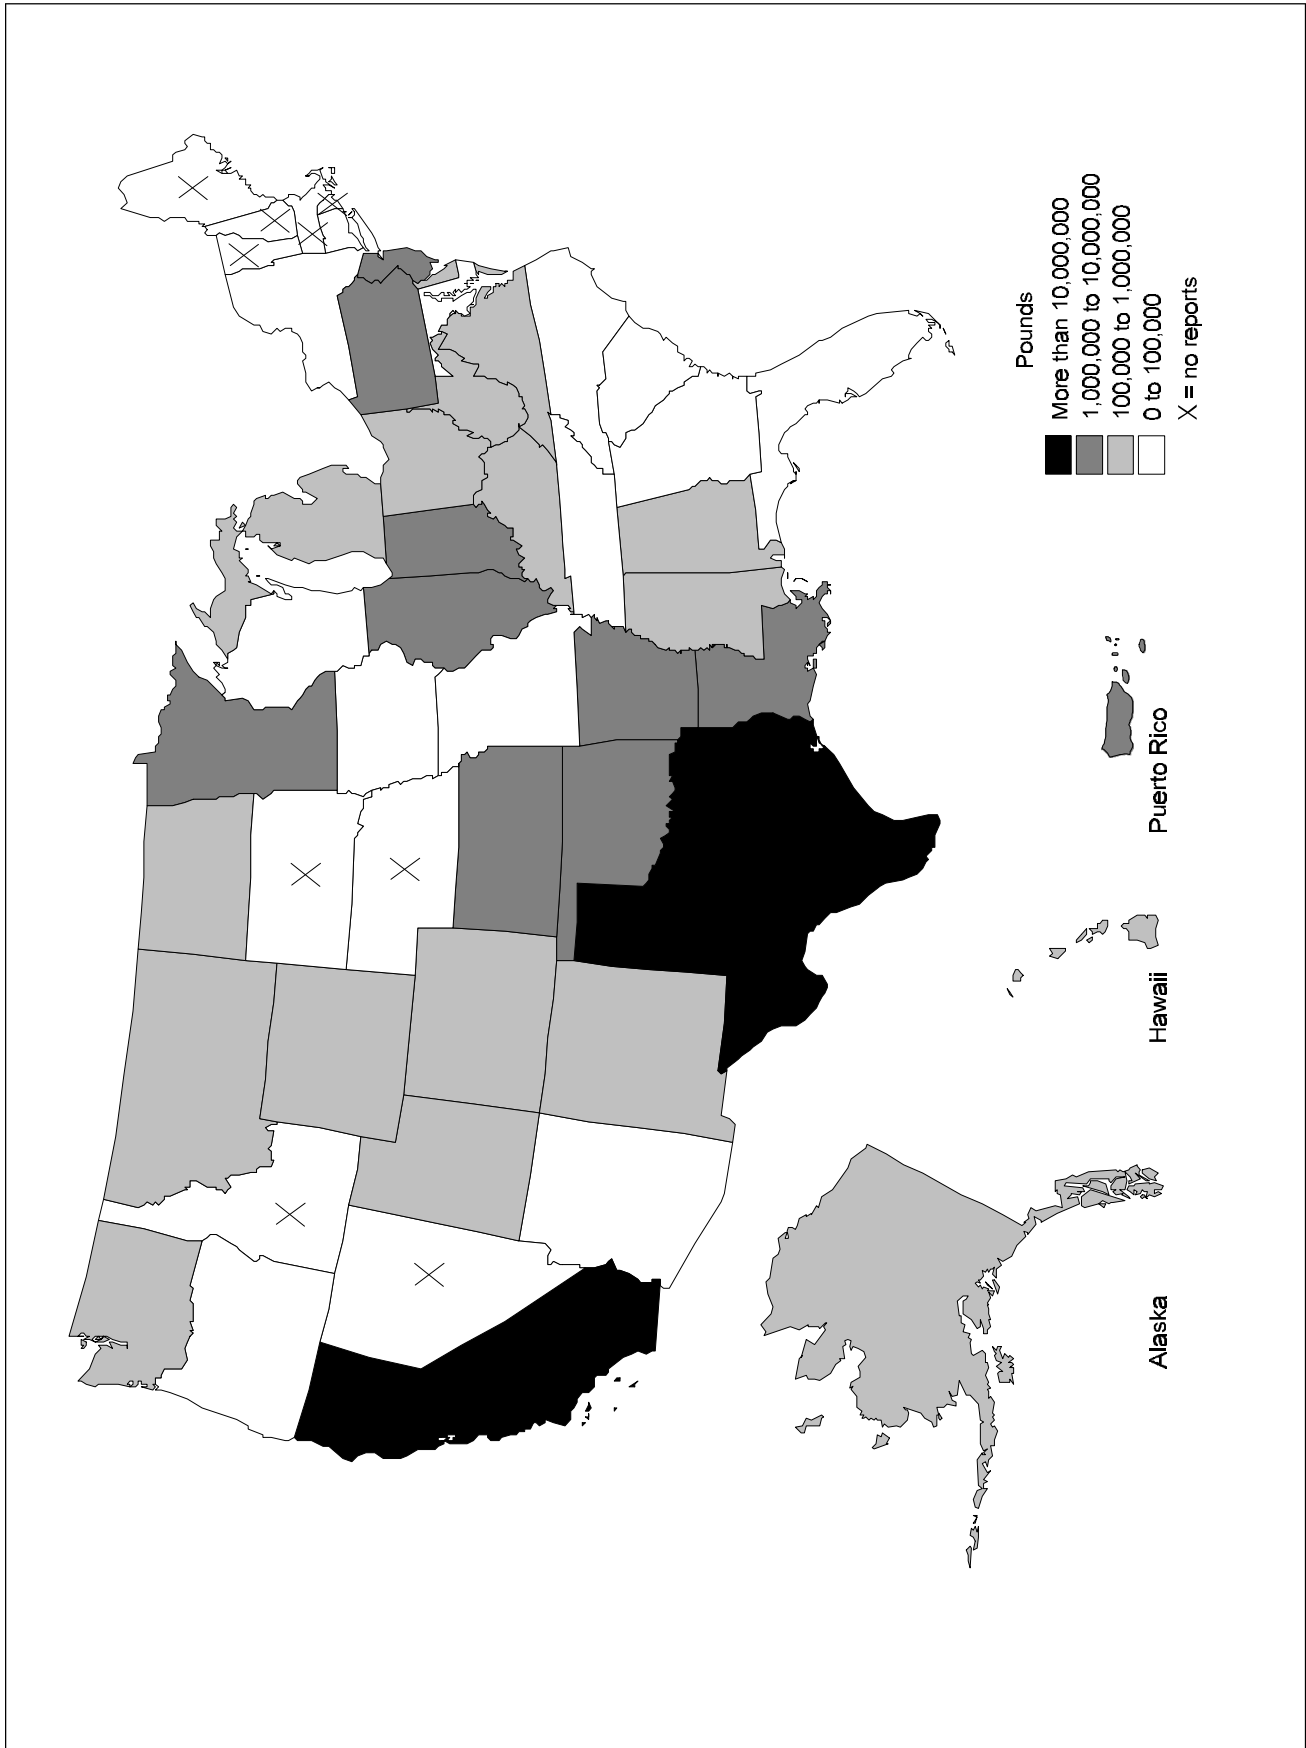 Pounds
More than 10,000,000
1,000,000 to 10,000,000
100,000 to 1,000,000
0 to 100,000
X = no reports
Alaska
Hawaii
Puerto Rico